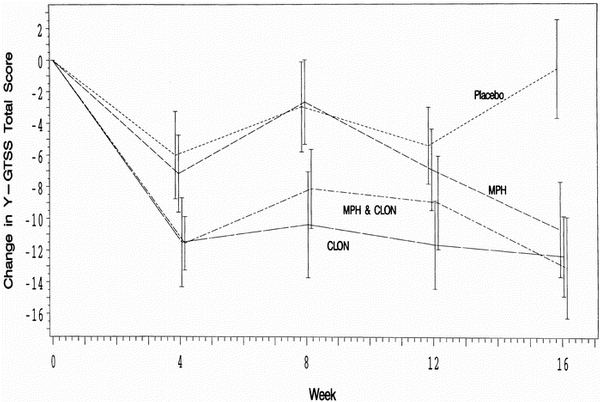 Change in Y-GTSS Total Score
2
0
-2
-4
-6
-8
-10
-12
-14
-16
Placebo
MPH
MPH & CLON
CLON
0 4 8 12 16
Week